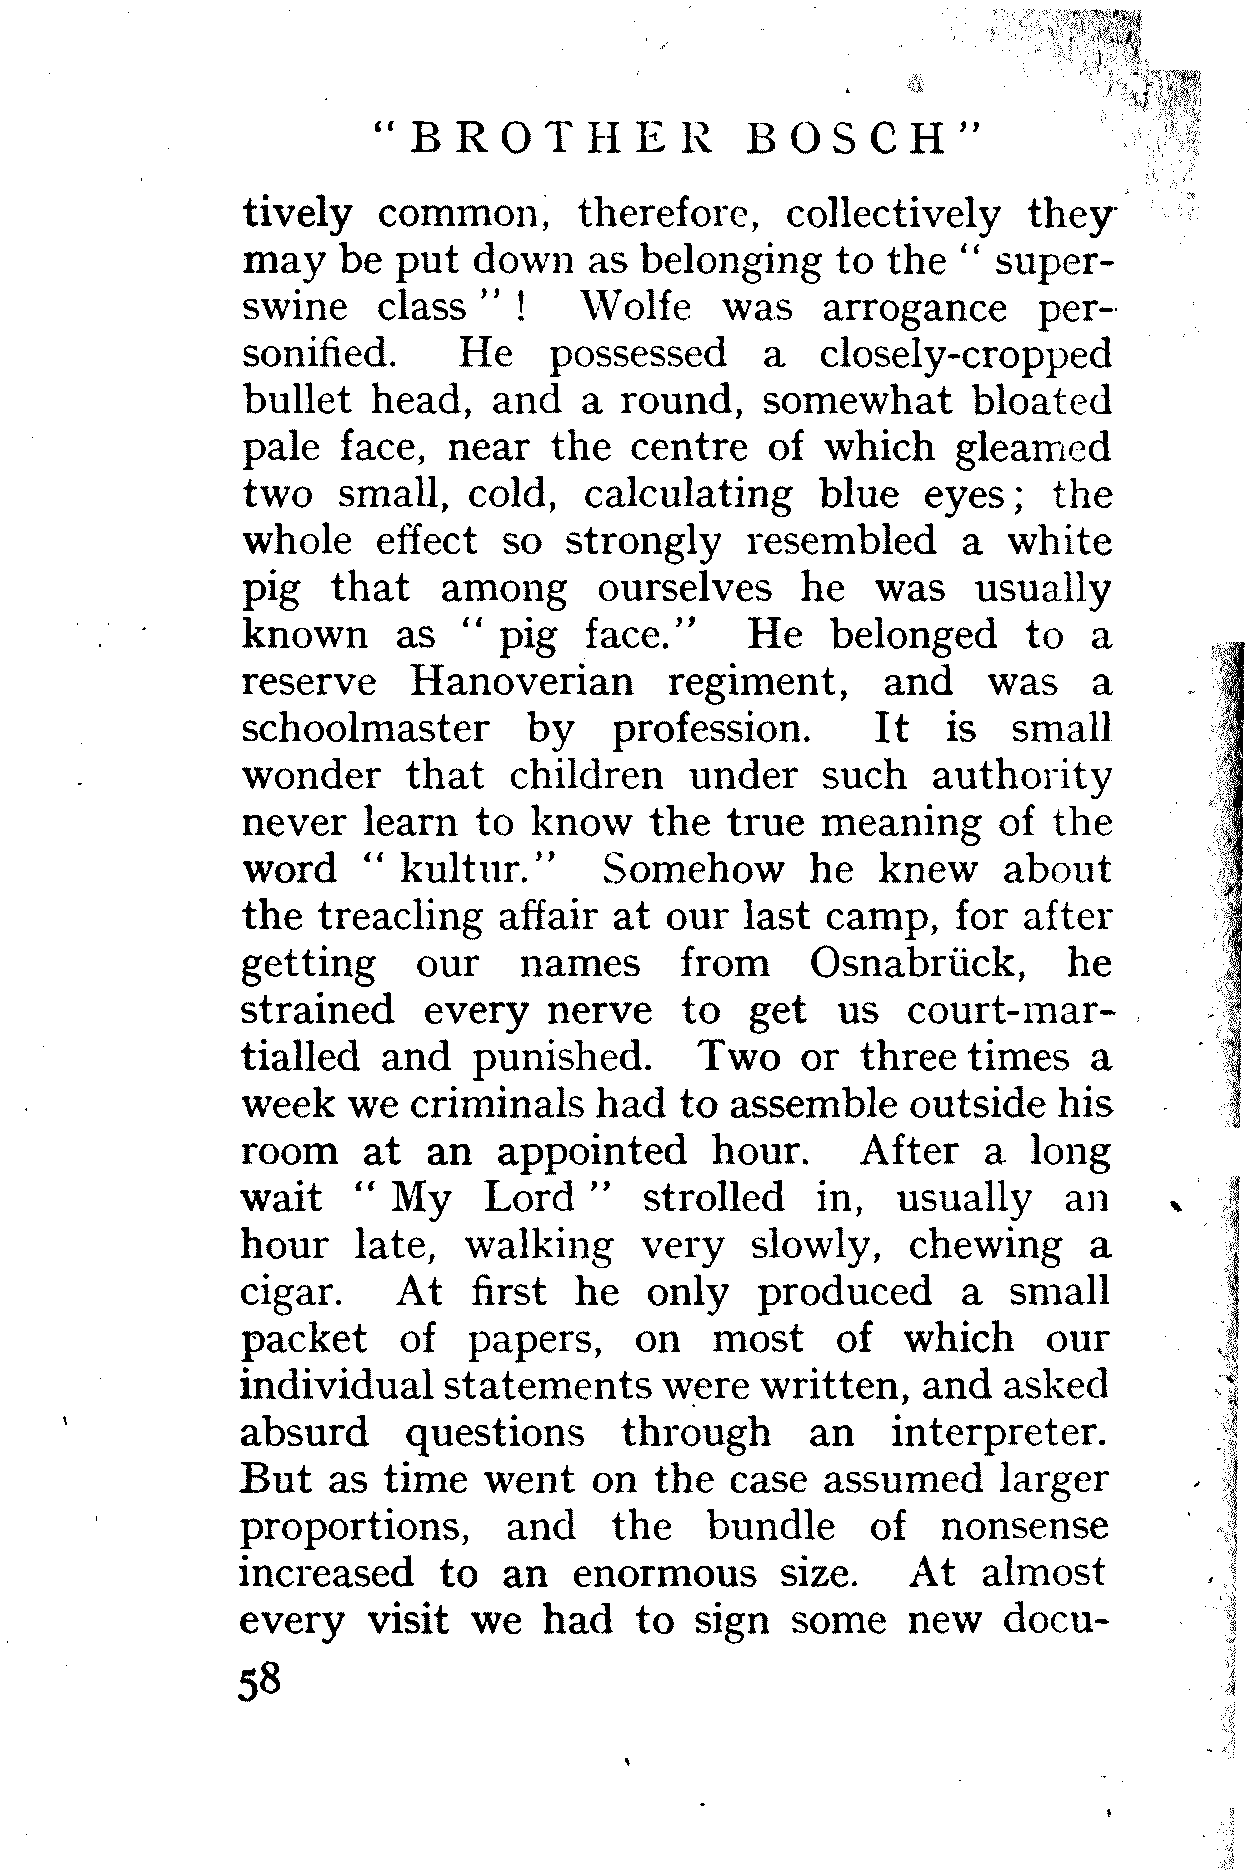 " BROTHER BOSCH "
tively common, therefore, collectively they
may be put down as belonging to the " super-
swine class " ! Wolfe was arrogance per-
sonified. He possessed a closely-cropped
bullet head, and a round, somewhat bloated
pale face, near the centre of which gleamed
two small, cold, calculating blue eyes ; the
whole effect so strongly resembled a white
pig that among ourselves he was usually
known as " pig face." He belonged to a
reserve Hanoverian regiment, and was a
schoolmaster by profession. It is small
wonder that children under such authority
never learn to know the true meaning of the
word " kultur." Somehow he knew about
the treacling affair at our last camp, for after
getting our names from Osnabrück, he
strained every nerve to get us court-mar-
tialled and punished. Two or three times a
week we criminals had to assemble outside his
room at an appointed hour. After a long
wait " My Lord " strolled in, usually an
hour late, walking very slowly, chewing a
cigar. At first he only produced a small
packet of papers, on most of which our
individual statements were written, and asked
absurd questions through an interpreter.
But as time went on the case assumed larger
proportions, and the bundle of nonsense
increased to an enormous size. At almost
every visit we had to sign some new docu-
58